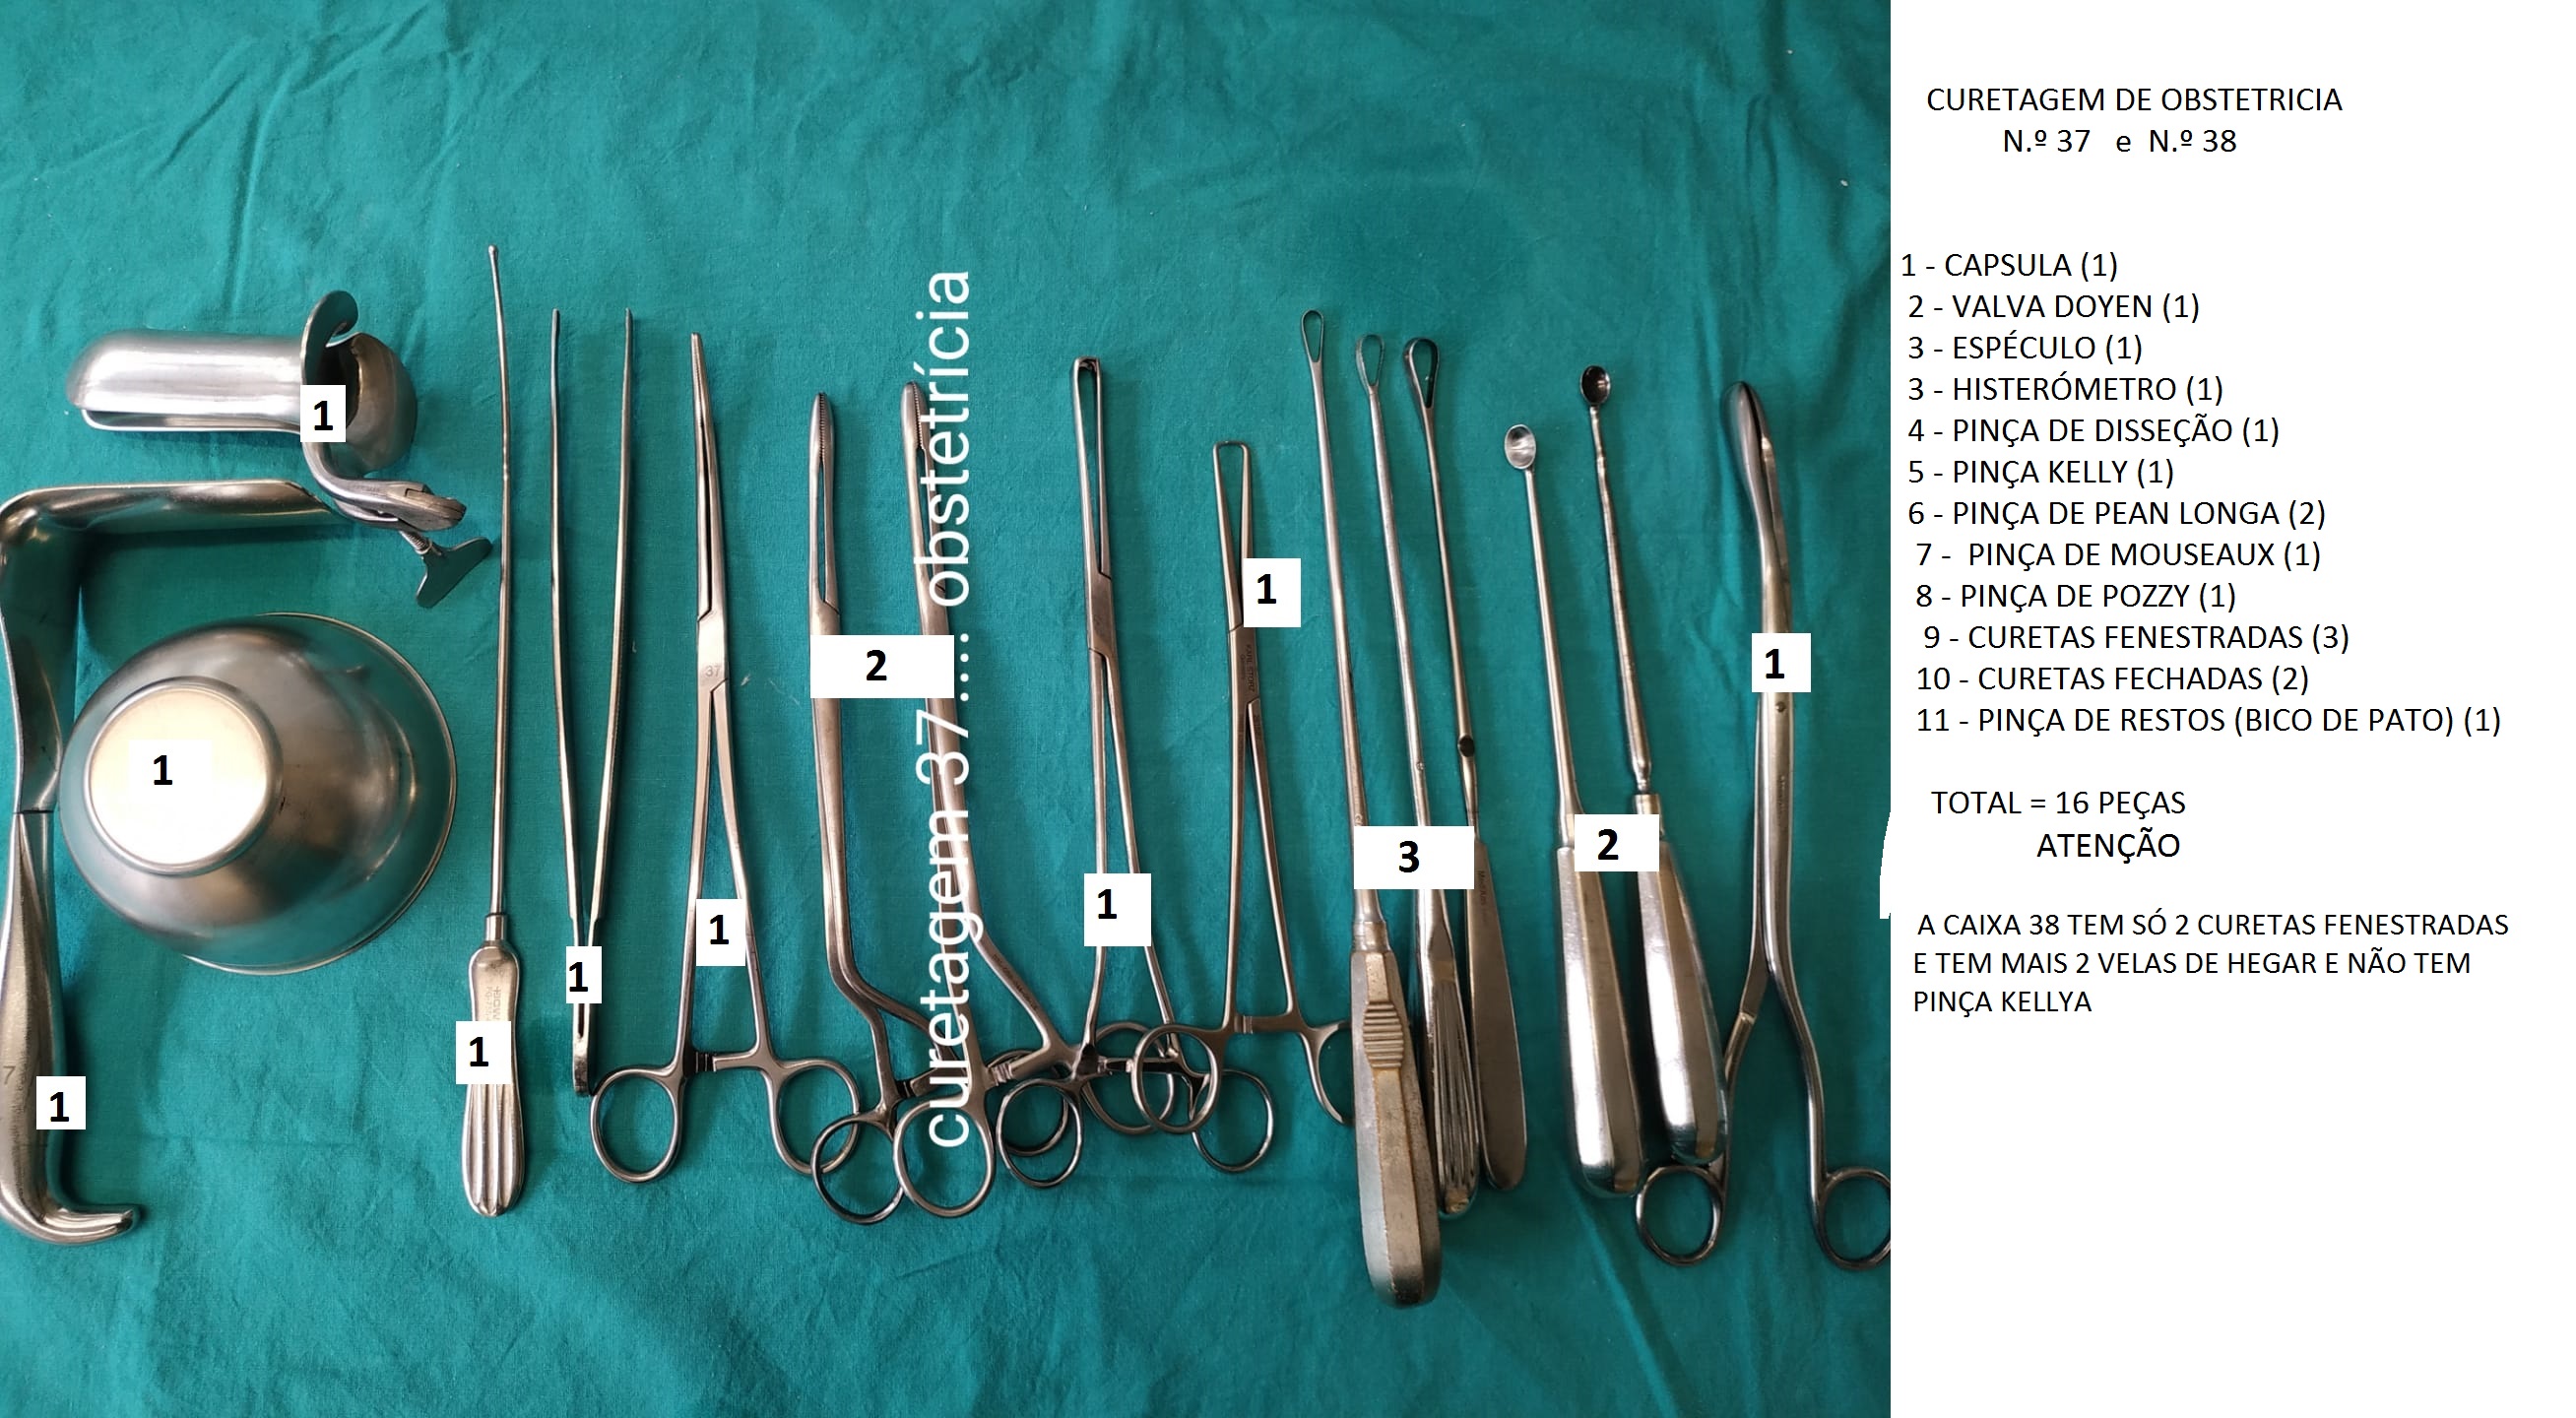 CURETAGEM DE OBSTETRICIA
N.º 37 e N.º 38
1 - CAPSULA (1)
2 - VALVA DOYEN (1)
3 - ESPÉCULO (1)
3 - HISTERÓMETRO (1)
4 - PINÇA DE DISSEÇÃO (1)
5 - PINÇA KELLY (1)
6 - PINÇA DE PEAN LONGA (2)
7 - PINÇA DE MOUSEAUX (1)
8 - PINÇA DE POZZY (1)
9 - CURETAS FENESTRADAS (3)
10 - CURETAS FECHADAS (2)
11 - PINÇA DE RESTOS (BICO DE PATO) (1)
TOTAL = 16 PEÇAS
ATENÇÃO
A CAIXA 38 TEM SÓ 2 CURETAS FENESTRADAS
E TEM MAIS 2 VELAS DE HEGAR E NÃO TEM
PINÇA KELLYA
curetagem 37.... obstetrícia
1
1
1
1
1
1
2
1
1
3
2
1
37
7